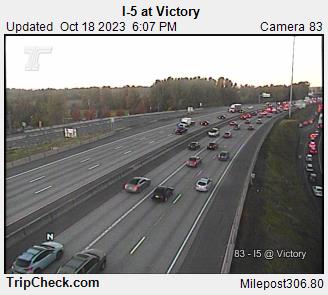 I-5 at Victory
Updated Oct 18 2023 6:07 PM Camera 83
N
83 - I5 @ Victory
TripCheck.com Milepost306.80